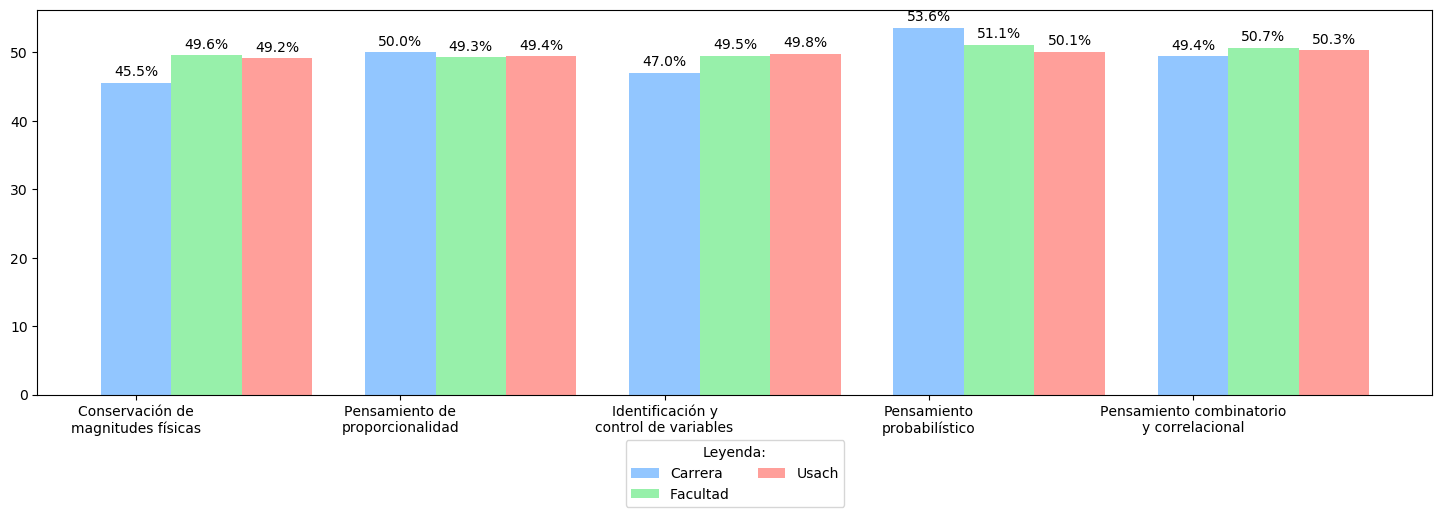 53.6%
51.1%
50.1%
50.0%
49.3%
49.4%
49.6%
49.2%
49.5%
49.8%
49.4%
50.7%
50.3%
45.5%
47.0%
50
40
30
20
10
0
Conservación de
magnitudes físicas
Pensamiento de
proporcionalidad
Identificación y
control de variables
Pensamiento
probabilístico
Pensamiento combinatorio
y correlacional
Leyenda:
Carrera
Facultad
Usach